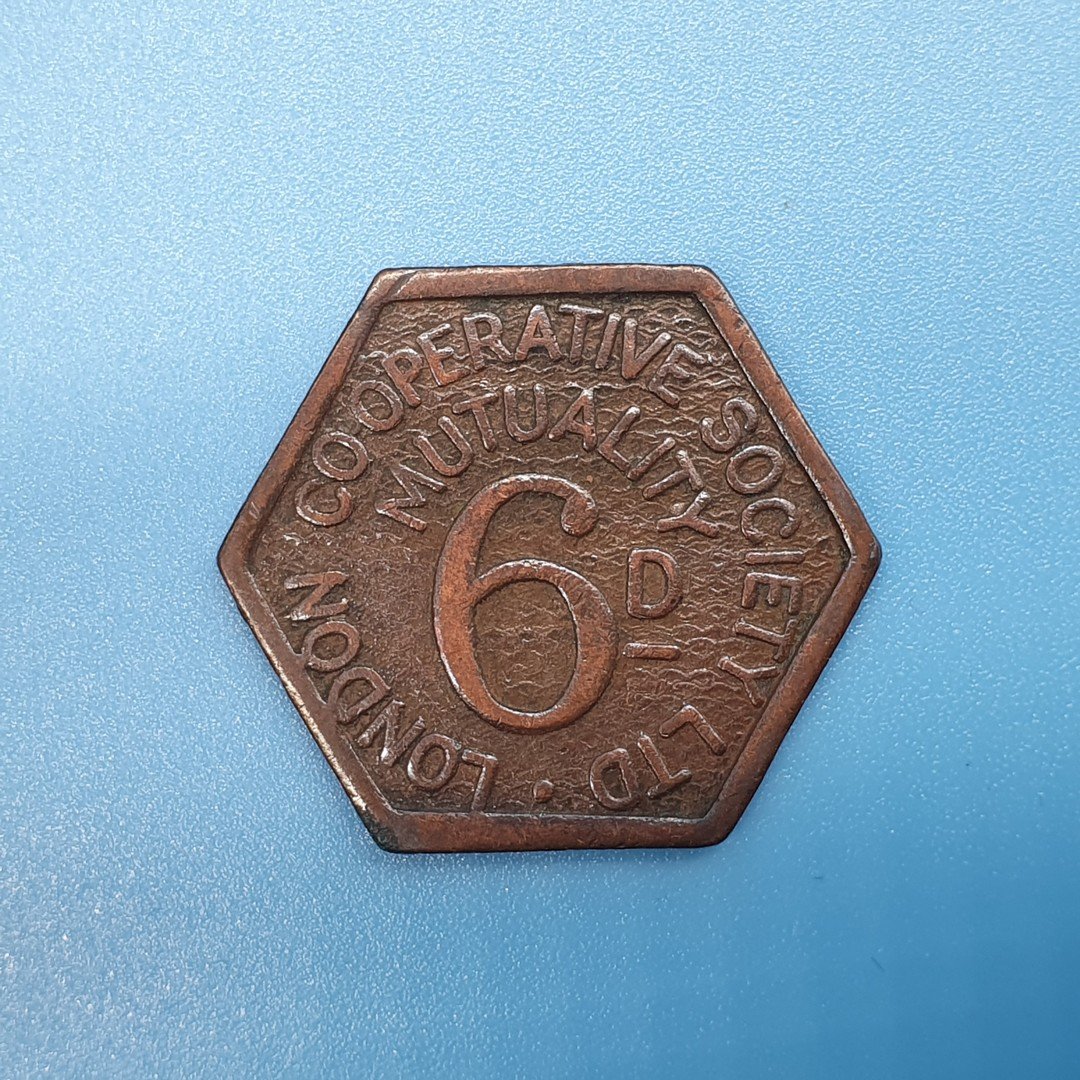 LONDON CO-OPERATIVE SOCIETY LTD ·
MUTUALITY
6D